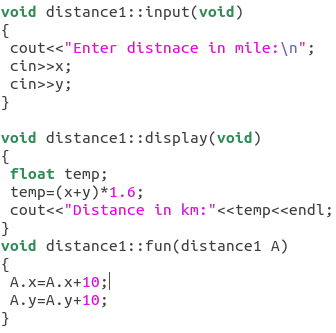 void distance1::input(void)
{
cout<<"Enter distnace in mile:\n";
cin>>x;
cin>>y;
}
void distance1::display(void)
{
float temp;
temp=(x+y)*1.6;
cout<<"Distance in km:"<<temp<<endl;
}
void distance1::fun(distance1 A)
{
A.x=A.x+10;
A.y=A.y+10;
}